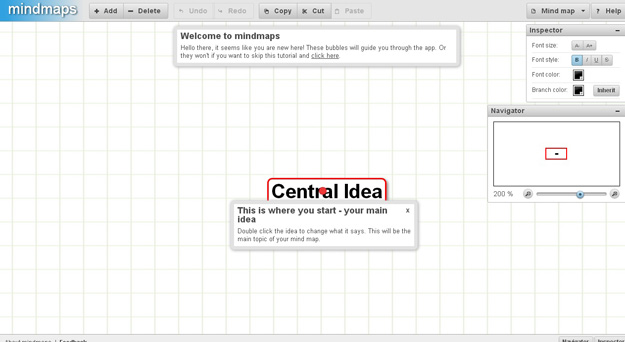 mindmaps
Add Delete Undo Redo Copy Cut Paste Mind map ? Help
Inspector
Font size: A- A+
Font style: B I U S
Font color:
Branch color: Inherit
Navigator
200 %
Welcome to mindmaps
Hello there, it seems like you are new here! These bubbles will guide you through the app. Or
they won't if you want to skip this tutorial and click here.
Central Idea
This is where you start - your main x
idea
Double click the idea to change what it says. This will be the
main topic of your mind map.
About mindmaps | Feedback Navigator Inspector